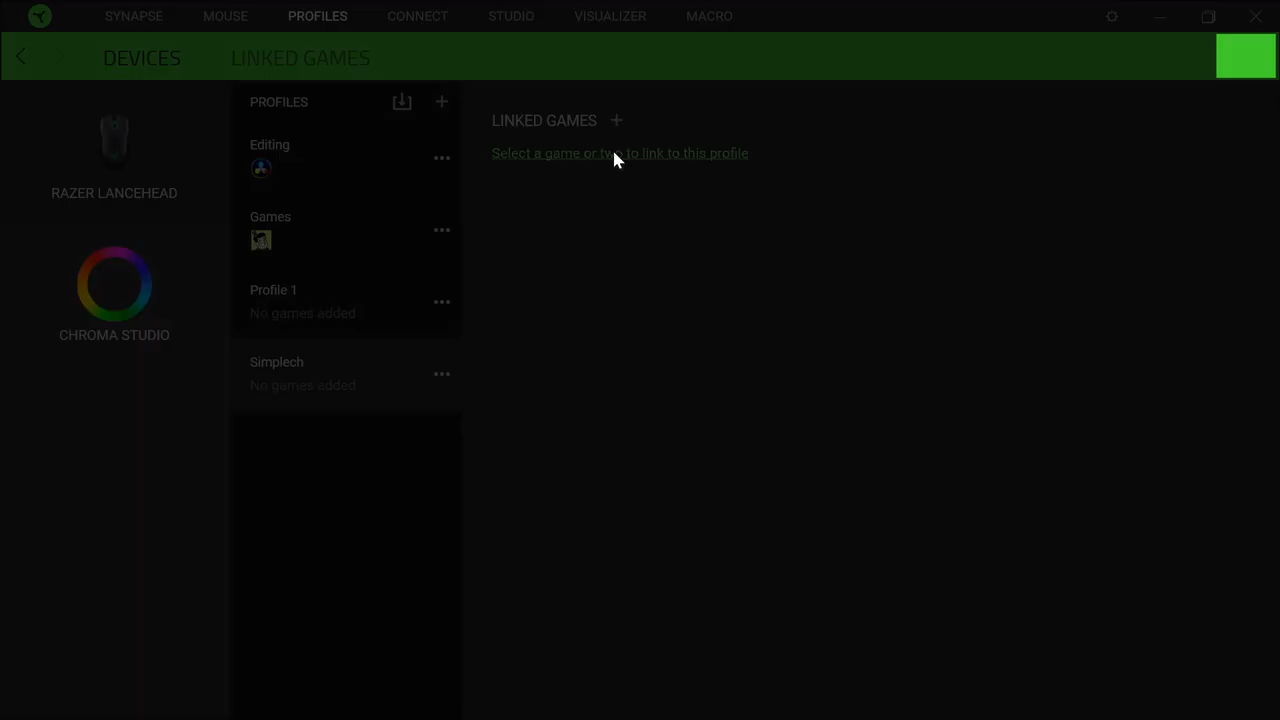 SYNAPSE MOUSE PROFILES CONNECT STUDIO VISUALIZER MACRO
DEVICES LINKED GAMES
RAZER LANCEHEAD
CHROMA STUDIO
PROFILES
Editing
Games
Profile 1
No games added
Simplech
No games added
LINKED GAMES
Select a game or two to link to this profile